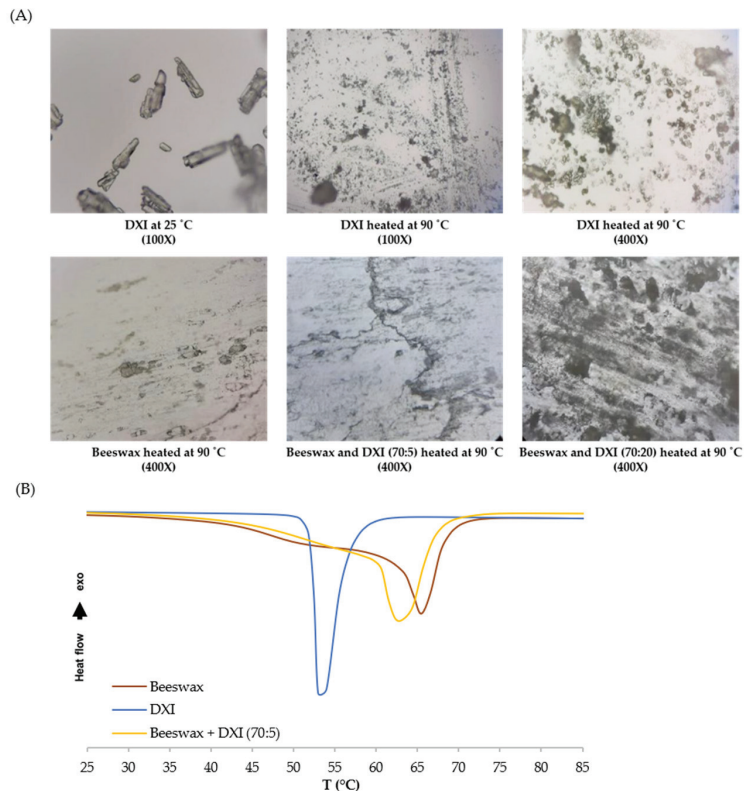 (A)
DXI at 25 ˚C
(100X)
DXI heated at 90 ˚C
(100X)
DXI heated at 90 ˚C
(400X)
Beeswax heated at 90 ˚C
(400X)
Beeswax and DXI (70:5) heated at 90 ˚C
(400X)
Beeswax and DXI (70:20) heated at 90 ˚C
(400X)
(B)
Heat flow exo
Beeswax
DXI
Beeswax + DXI (70:5)
25 30 35 40 45 50 55 60 65 70 75 80 85
T (°C)